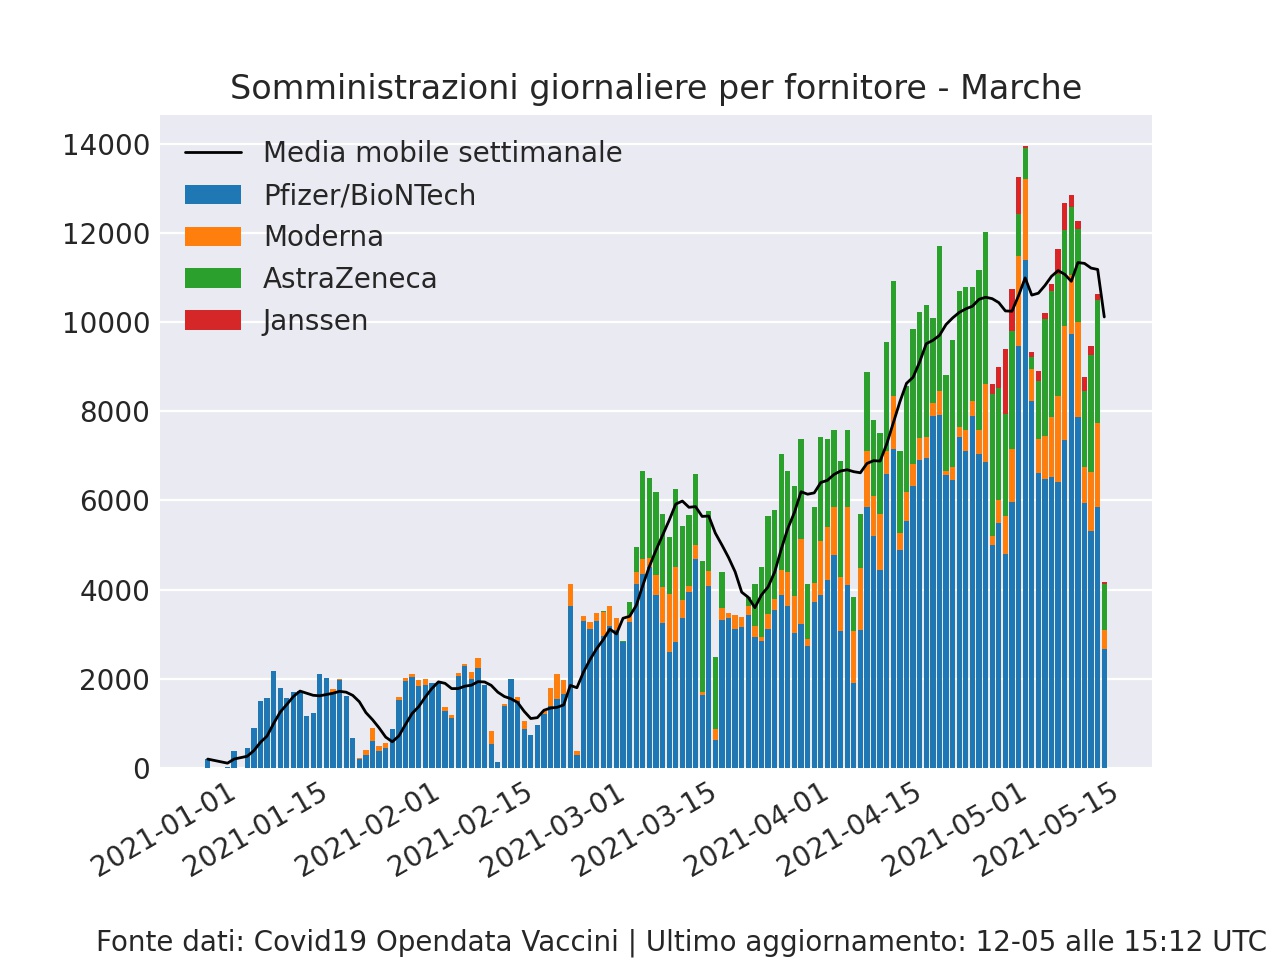 Somministrazioni giornaliere per fornitore - Marche
14000
12000
10000
8000
6000
4000
2000
0
Media mobile settimanale
Pfizer/BioNTech
Moderna
AstraZeneca
Janssen
2021-01-01
2021-01-15
2021-02-01
2021-02-15
2021-03-01
2021-03-15
2021-04-01
2021-04-15
2021-05-01
2021-05-15
Fonte dati: Covid19 Opendata Vaccini | Ultimo aggiornamento: 12-05 alle 15:12 UTC